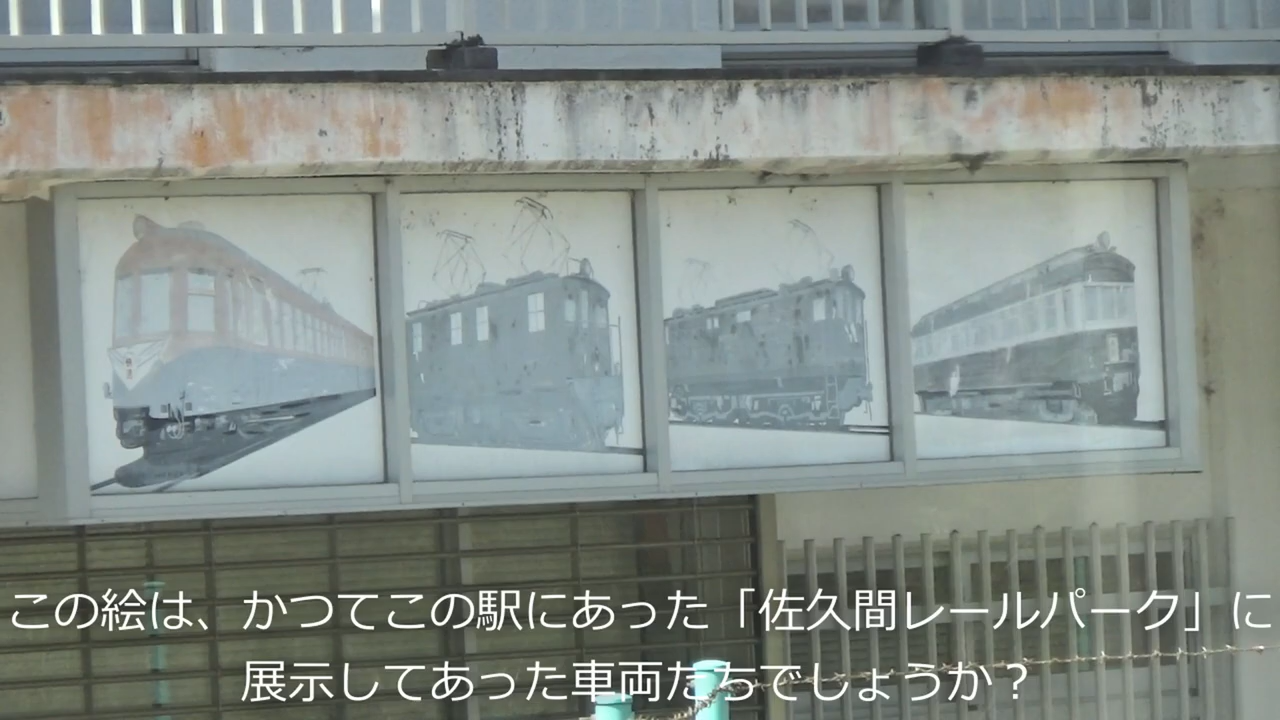 この絵は、かつてこの駅にあった「佐久間レールパーク」に
展示してあった車両たちでしょうか？